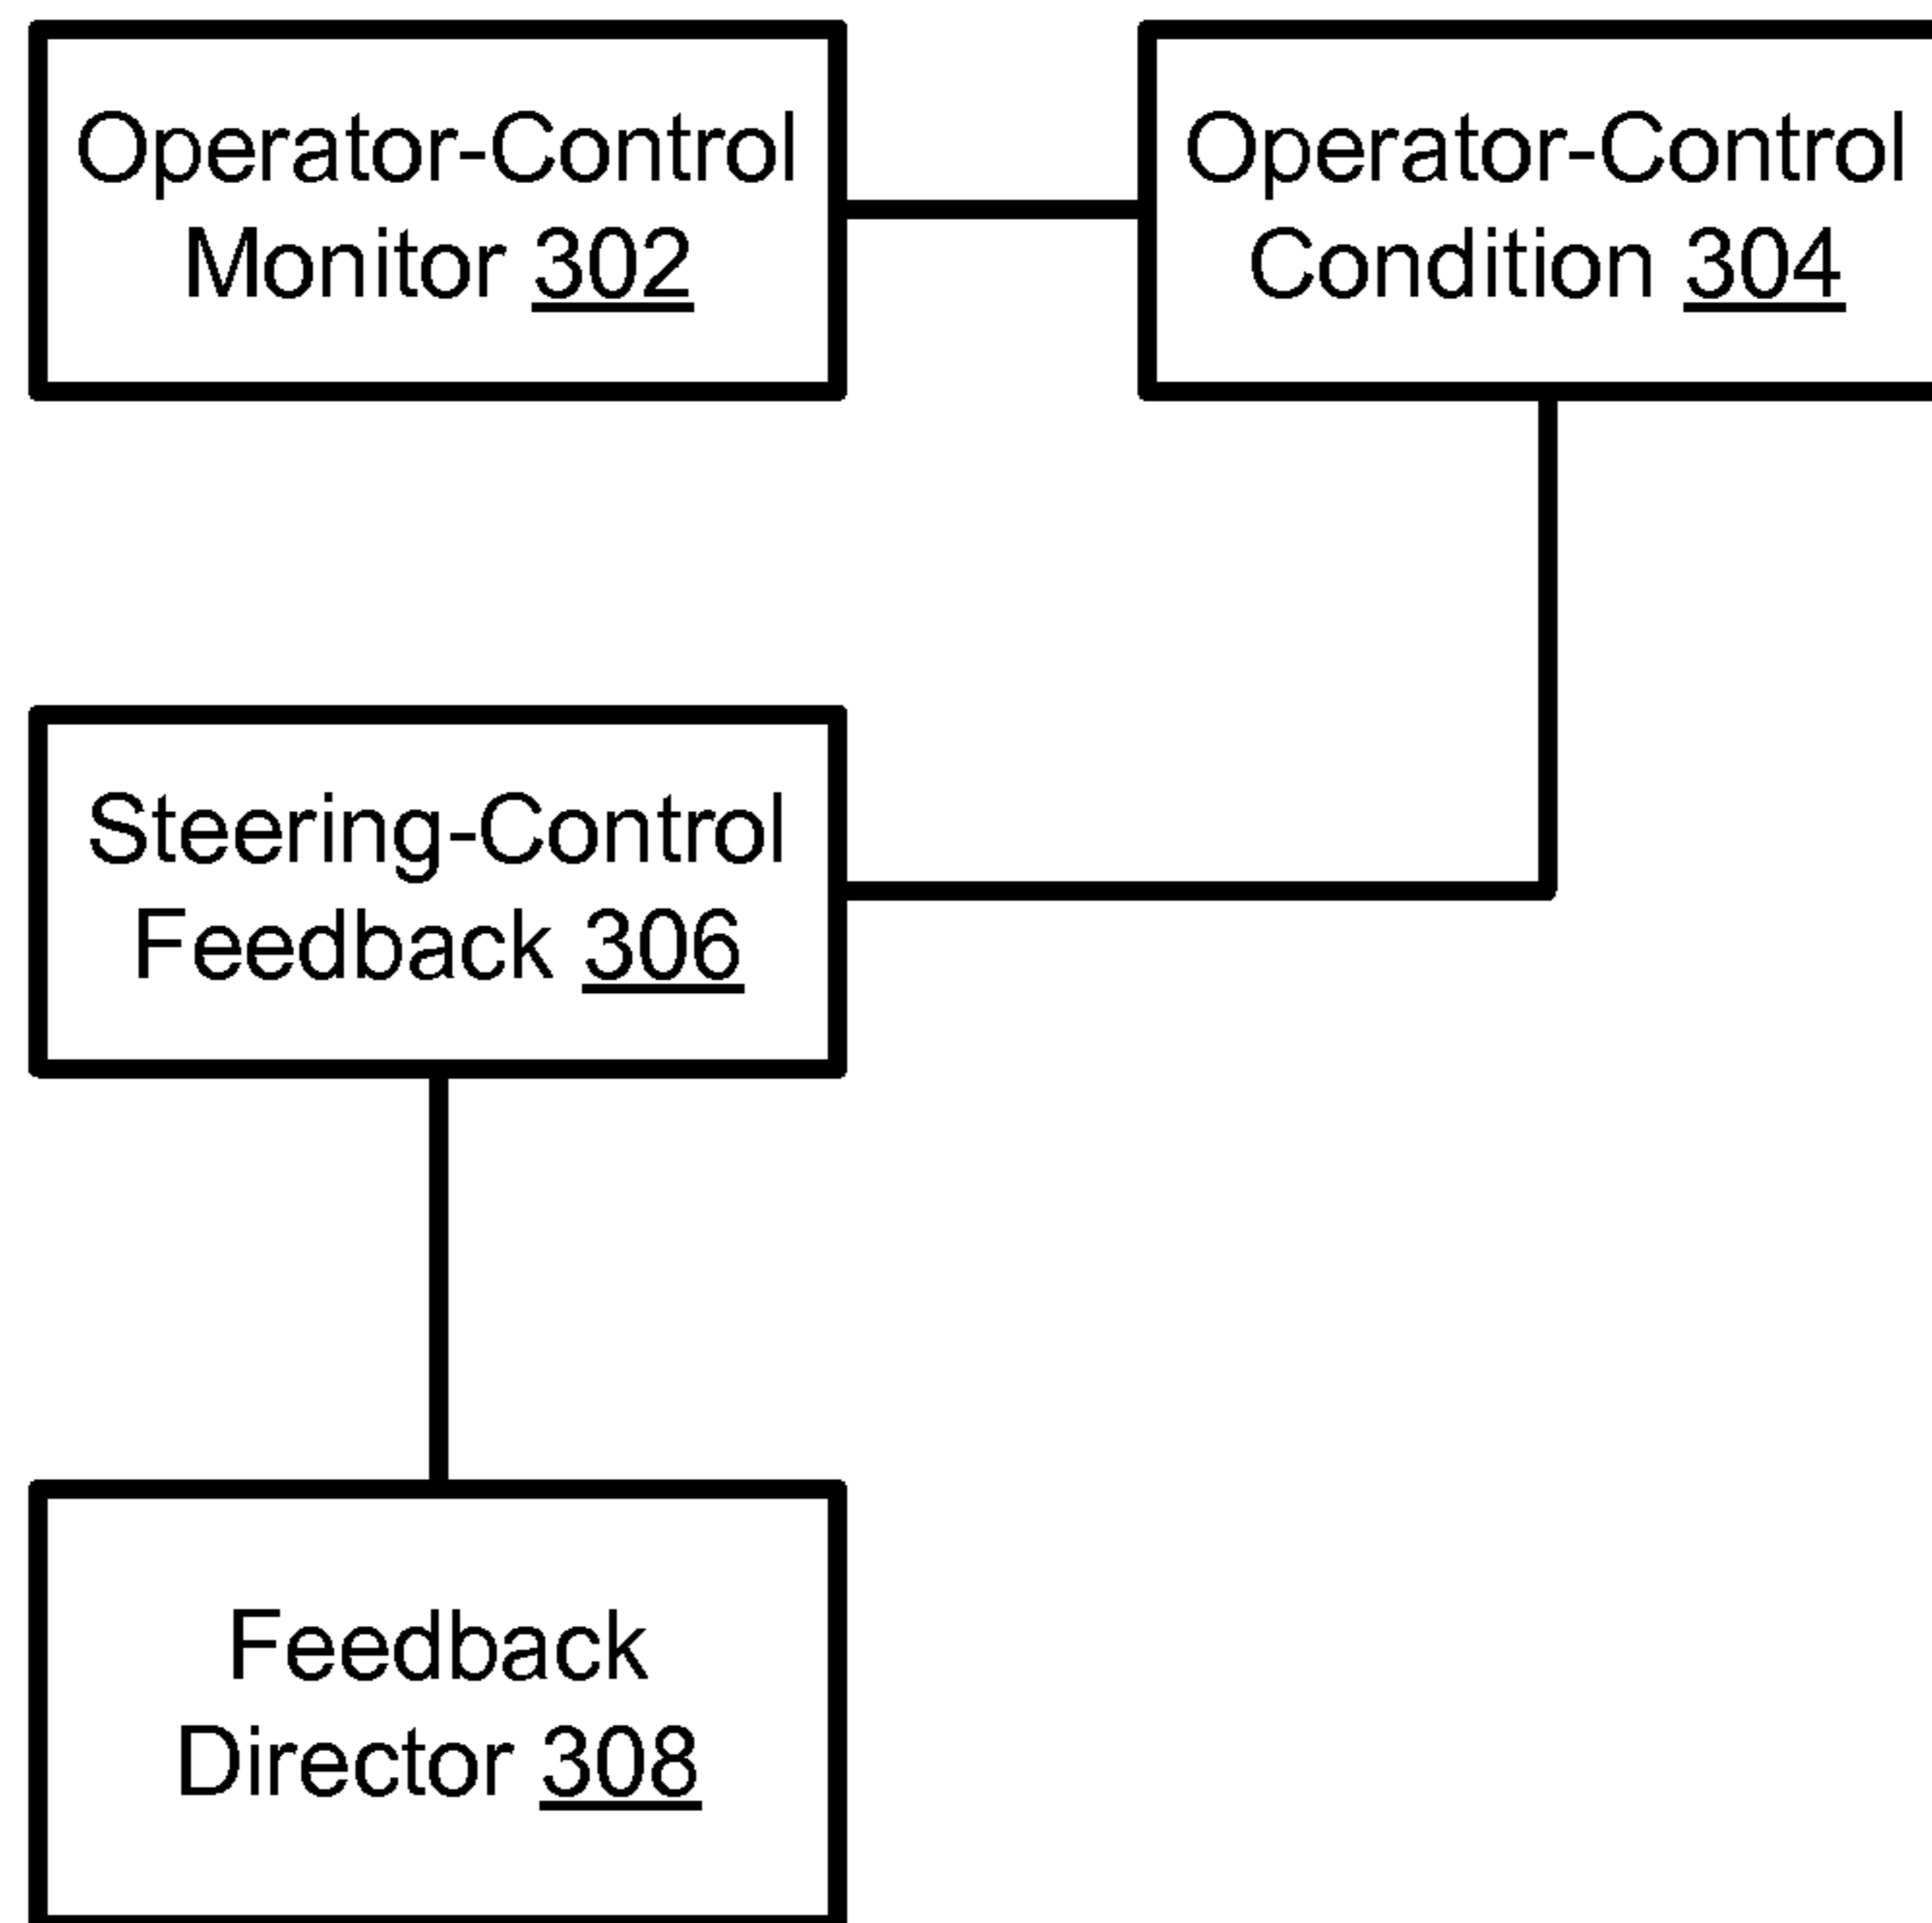 Operator-Control
Monitor 302
Operator-Control
Condition 304
Steering-Control
Feedback 306
Feedback
Director 308